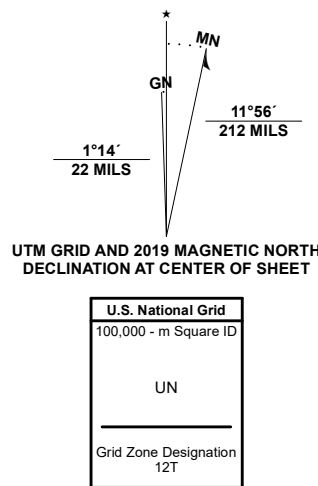 ★
MN
GN
11°56´
212 MILS
1°14´
22 MILS
UTM GRID AND 2019 MAGNETIC NORTH
DECLINATION AT CENTER OF SHEET
U.S. National Grid
100,000 - m Square ID
UN
Grid Zone Designation
12T